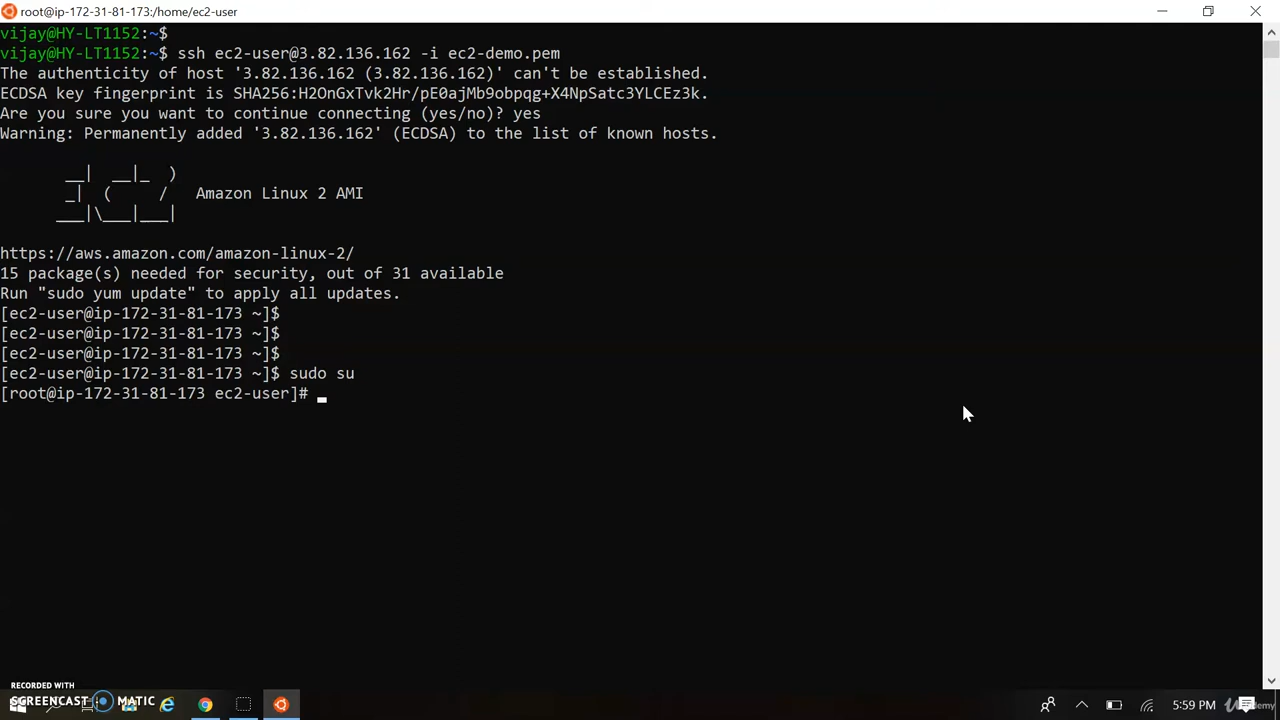 root@ip-172-31-81-173:/home/ec2-user
vijay@HY-LT1152:~$
vijay@HY-LT1152:~$ ssh ec2-user@3.82.136.162 -i ec2-demo.pem
The authenticity of host '3.82.136.162 (3.82.136.162)' can't be established.
ECDSA key fingerprint is SHA256:H2OnGxTvk2Hr/pE0ajMb9obpqg+X4NpSatc3YLCEz3k.
Are you sure you want to continue connecting (yes/no)? yes
Warning: Permanently added '3.82.136.162' (ECDSA) to the list of known hosts.
       __|  __|_  )
       _|  (     /   Amazon Linux 2 AMI
      ___|\___|___|
https://aws.amazon.com/amazon-linux-2/
15 package(s) needed for security, out of 31 available
Run "sudo yum update" to apply all updates.
[ec2-user@ip-172-31-81-173 ~]$
[ec2-user@ip-172-31-81-173 ~]$
[ec2-user@ip-172-31-81-173 ~]$
[ec2-user@ip-172-31-81-173 ~]$ sudo su
[root@ip-172-31-81-173 ec2-user]#
RECORDED WITH
SCREENCAST MATIC
5:59 PM
Udemy